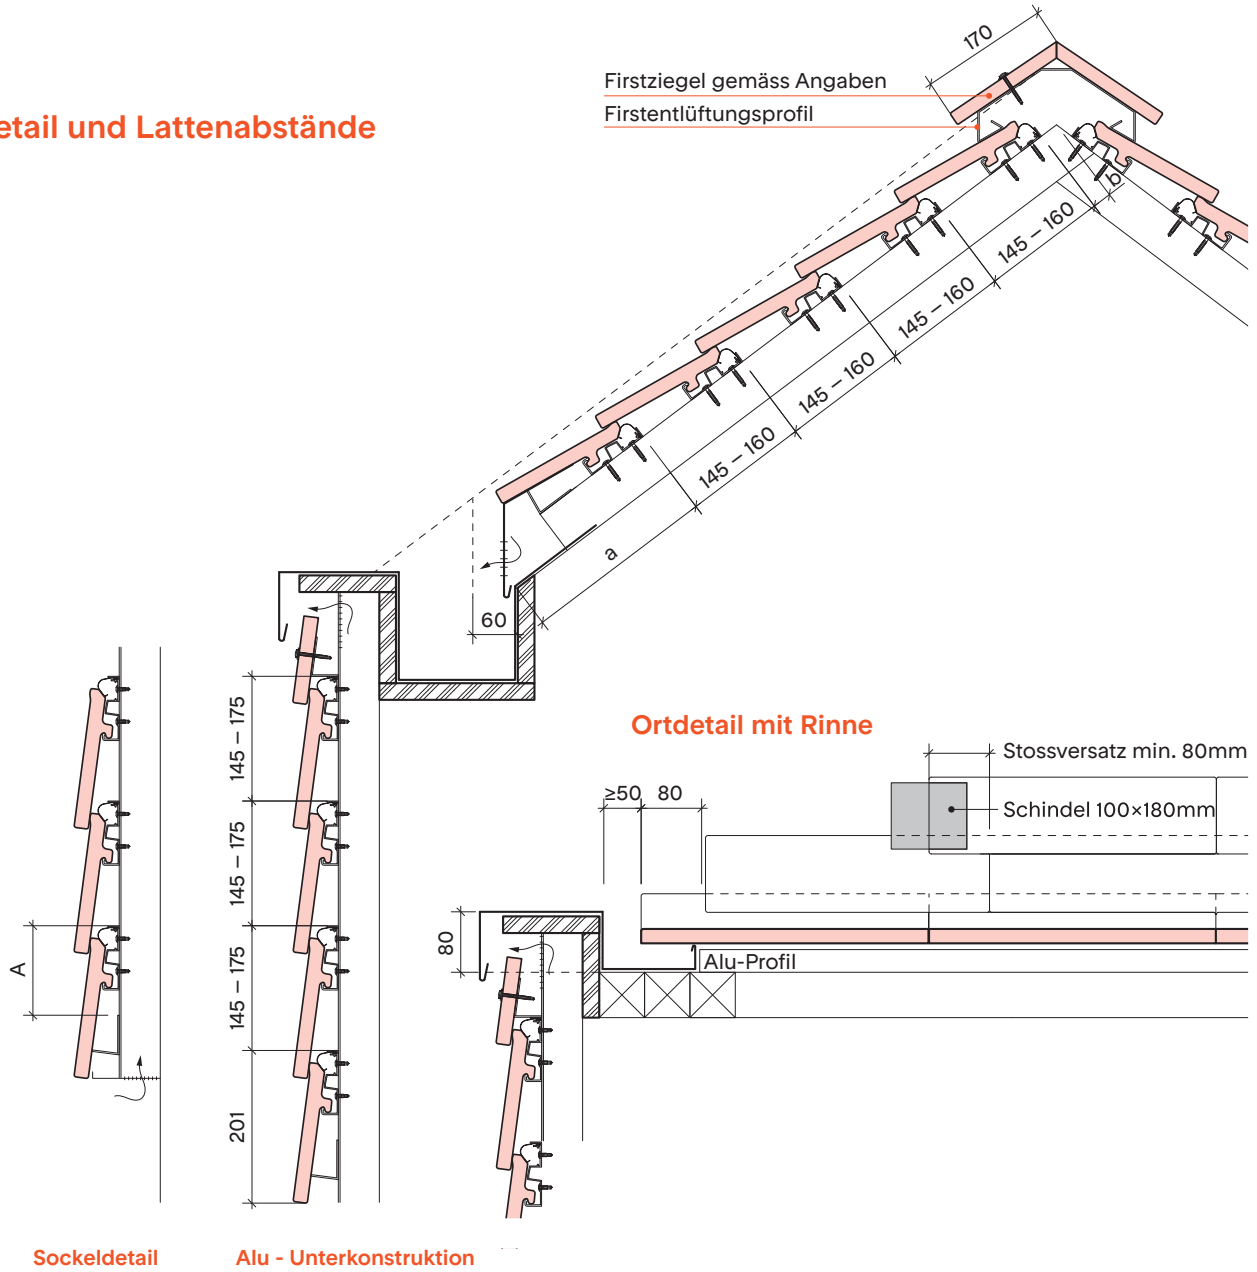 170
Firstziegel gemäss Angaben
Firstentlüftungsprofil
etail und Lattenabstände
b
145 – 160
145 – 160
145 – 160
145 – 160
a
60
145 – 175
145 – 175
145 – 175
201
A
Ortdetail mit Rinne
Stossversatz min. 80mm
≥50
80
Schindel 100×180mm
80
Alu-Profil
Sockeldetail
Alu - Unterkonstruktion